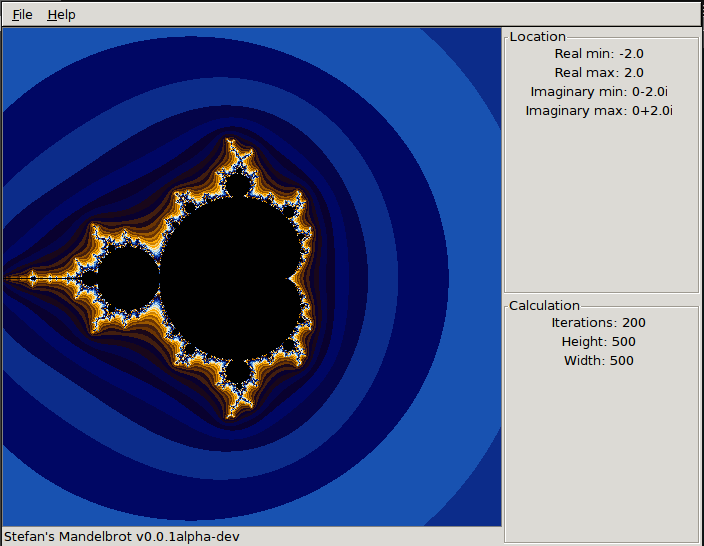 File Help
Location
Real min: -2.0
Real max: 2.0
Imaginary min: 0-2.0i
Imaginary max: 0+2.0i
Calculation
Iterations: 200
Height: 500
Width: 500
Stefan's Mandelbrot v0.0.1alpha-dev